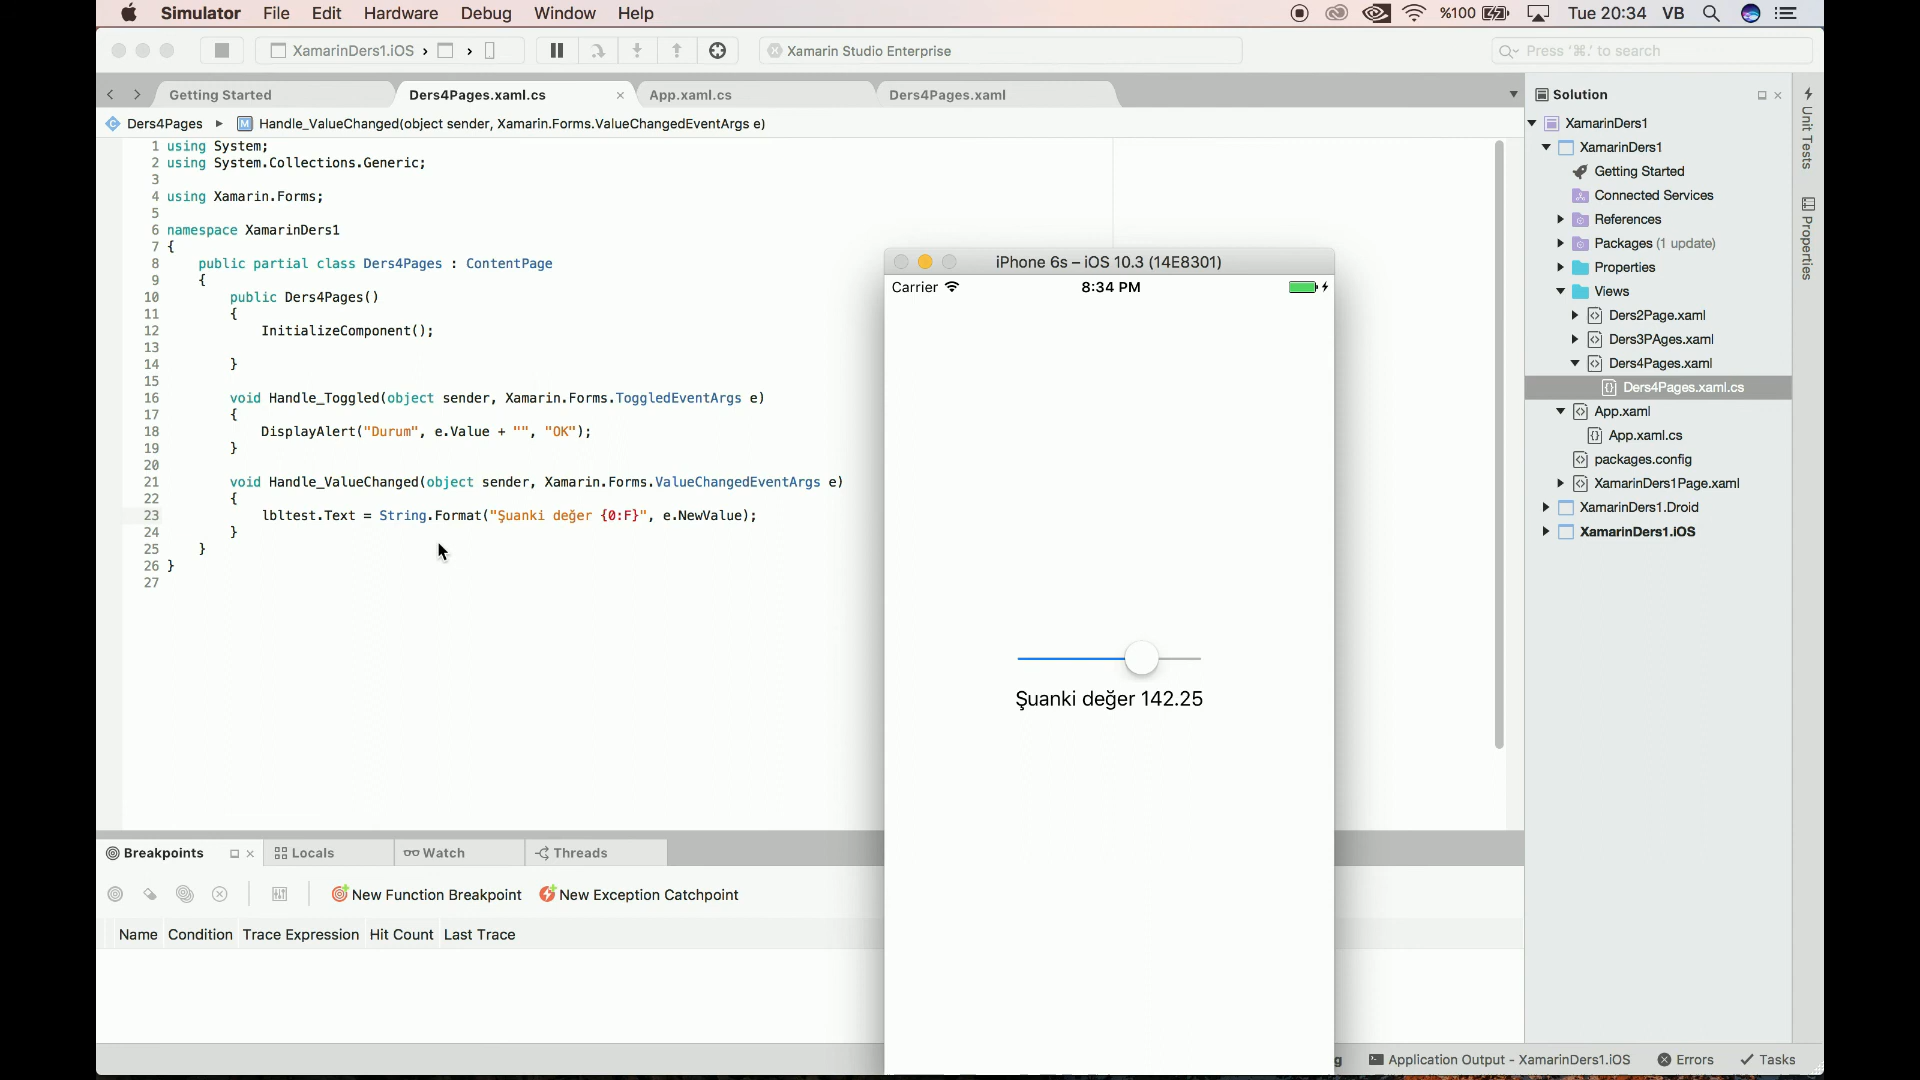 Simulator File Edit Hardware Debug Window Help %100 Tue 20:34 VB
XamarinDers1.iOS › › Xamarin Studio Enterprise Press '⌘.' to search
Getting Started Ders4Pages.xaml.cs App.xaml.cs Ders4Pages.xaml
Ders4Pages ▸ M Handle_ValueChanged(object sender, Xamarin.Forms.ValueChangedEventArgs e)
1 using System;
2 using System.Collections.Generic;
3
4 using Xamarin.Forms;
5
6 namespace XamarinDers1
7 {
8 public partial class Ders4Pages : ContentPage
9 {
10 public Ders4Pages()
11 {
12 InitializeComponent();
13
14 }
15
16 void Handle_Toggled(object sender, Xamarin.Forms.ToggledEventArgs e)
17 {
18 DisplayAlert("Durum", e.Value + "", "OK");
19 }
20
21 void Handle_ValueChanged(object sender, Xamarin.Forms.ValueChangedEventArgs e)
22 {
23 lbltest.Text = String.Format("Şuanki değer {0:F}", e.NewValue);
24 }
25 }
26 }
27
iPhone 6s – iOS 10.3 (14E8301)
Carrier 8:34 PM
Şuanki değer 142.25
Solution
XamarinDers1
XamarinDers1
Getting Started
Connected Services
References
Packages (1 update)
Properties
Views
Ders2Page.xaml
Ders3PAges.xaml
Ders4Pages.xaml
Ders4Pages.xaml.cs
App.xaml
App.xaml.cs
packages.config
XamarinDers1Page.xaml
XamarinDers1.Droid
XamarinDers1.iOS
Unit Tests
Properties
Breakpoints Locals Watch Threads
New Function Breakpoint New Exception Catchpoint
Name Condition Trace Expression Hit Count Last Trace
g Application Output - XamarinDers1.iOS Errors Tasks